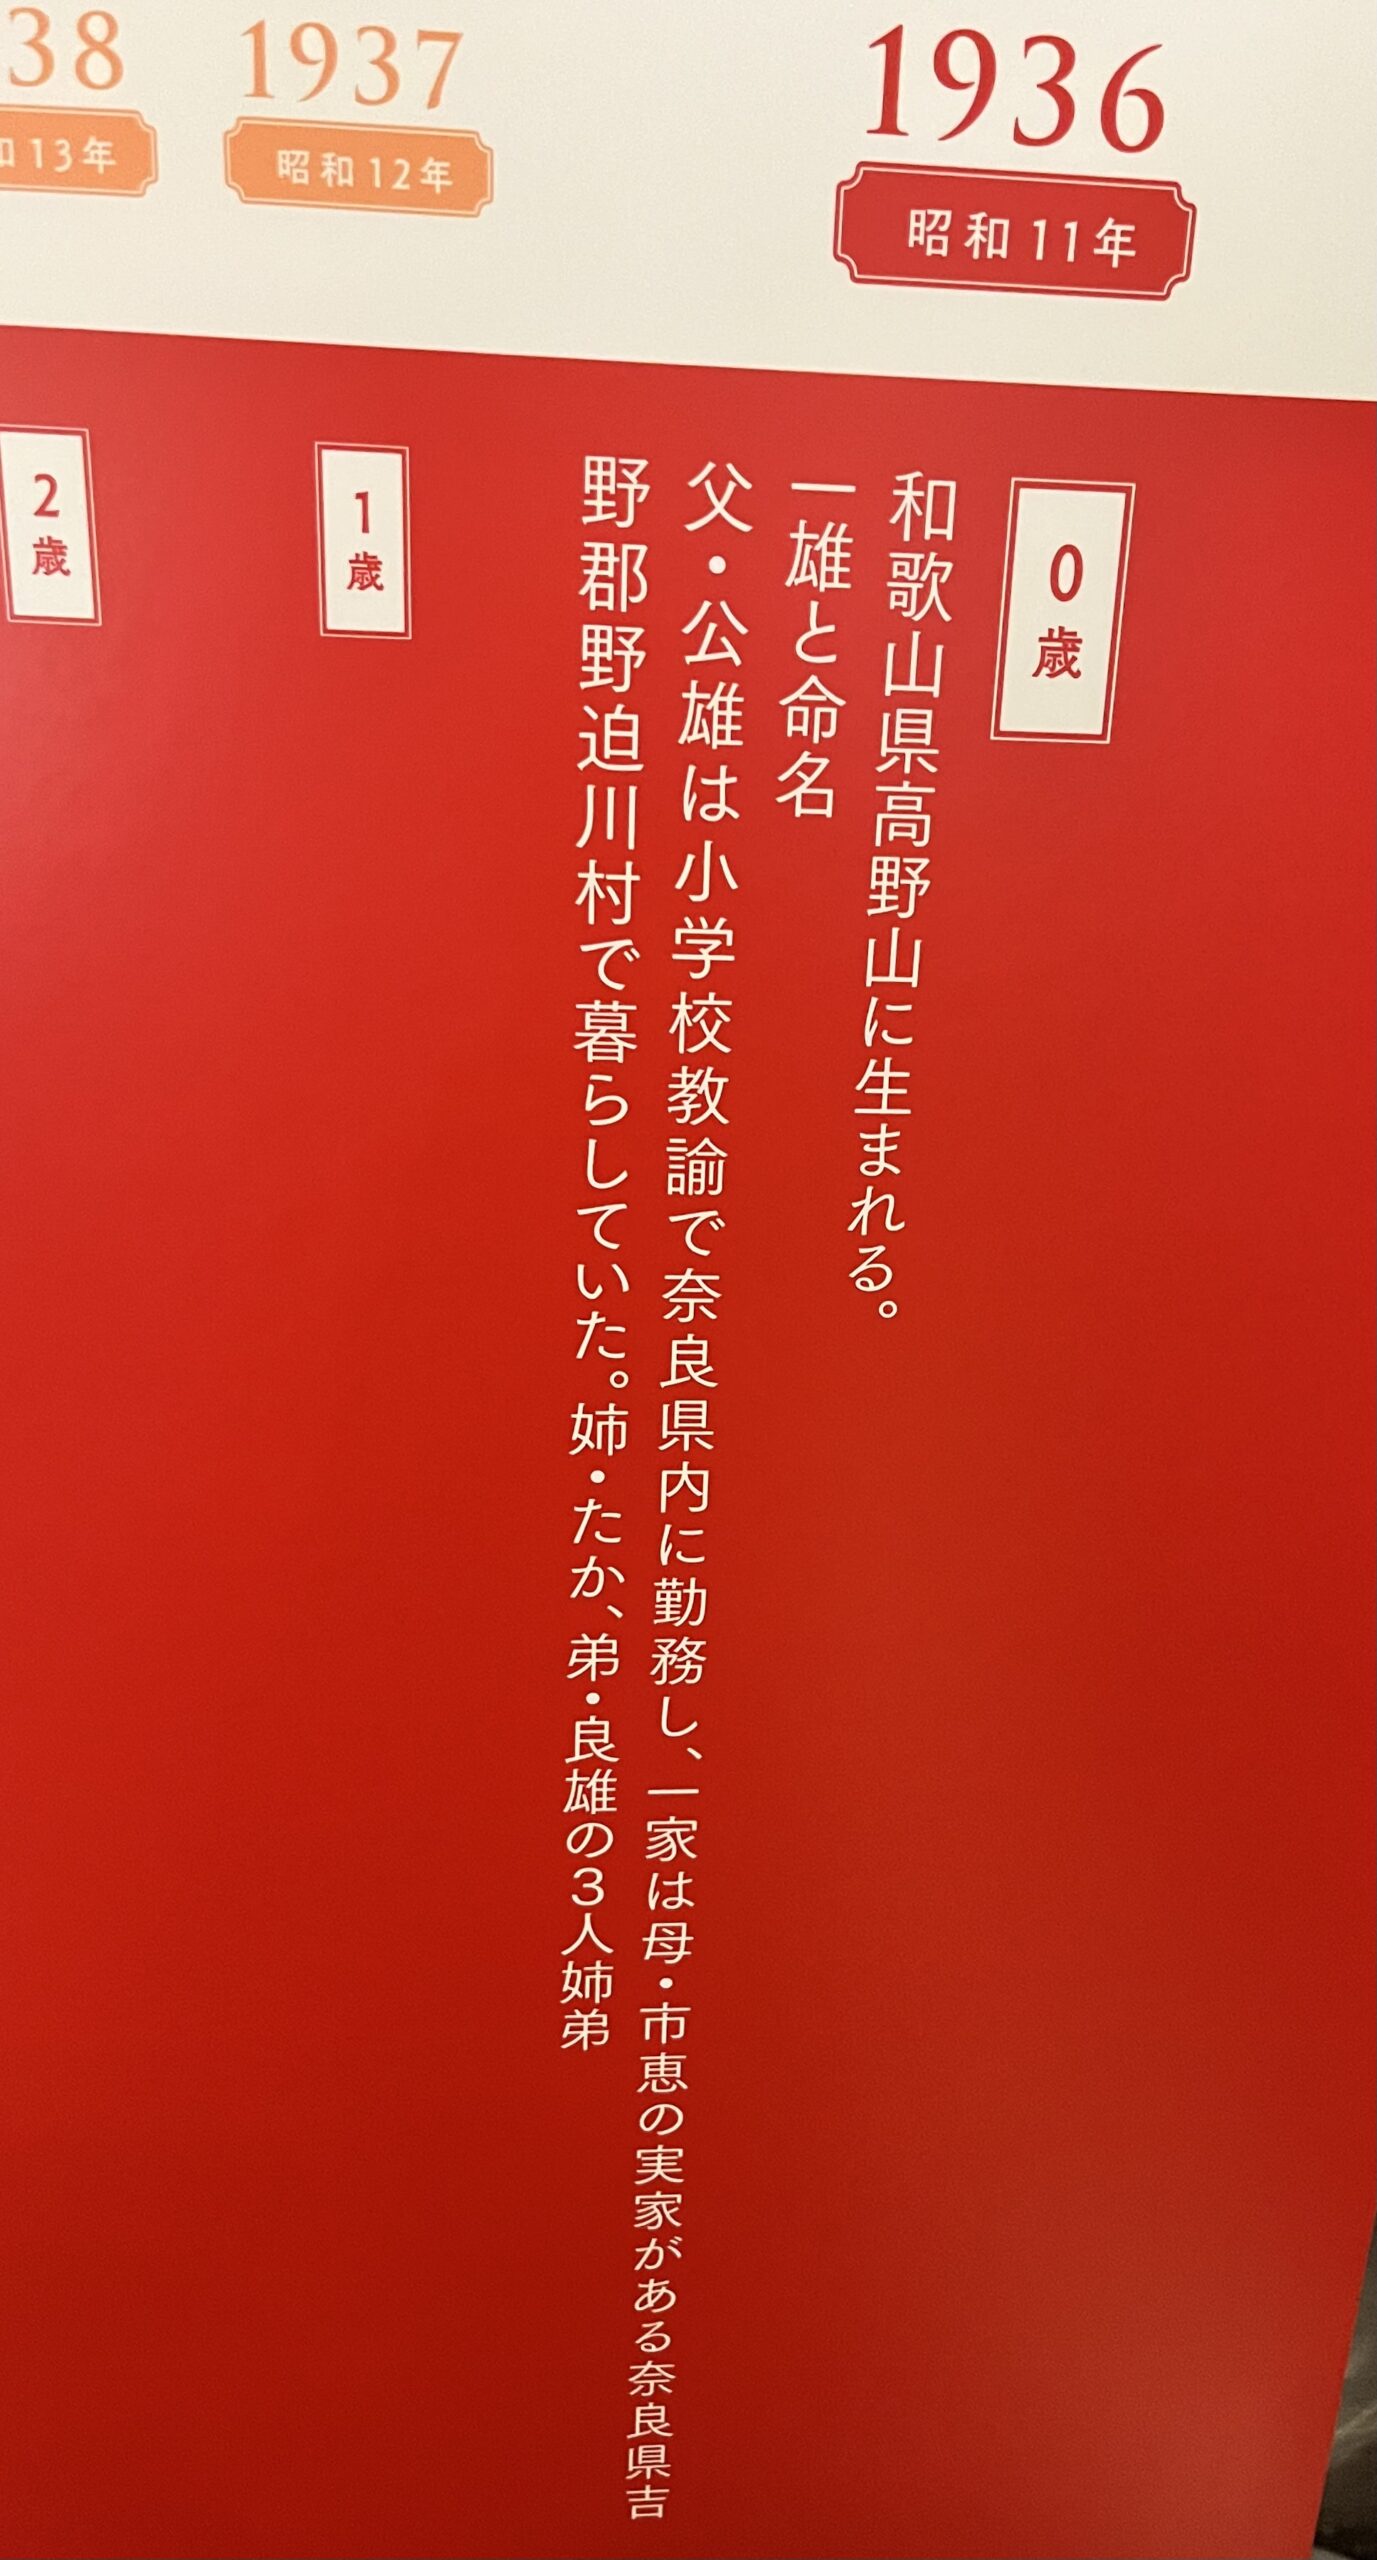 1936
昭和11年
0歳
和歌山県高野山に生まれる。
一雄と命名
父・公雄は小学校教諭で奈良県内に勤務し、一家は母・市恵の実家がある奈良県吉
野郡野迫川村で暮らしていた。姉・たか、弟・良雄の3人姉弟
1937
昭和12年
1歳
38
和13年
2歳